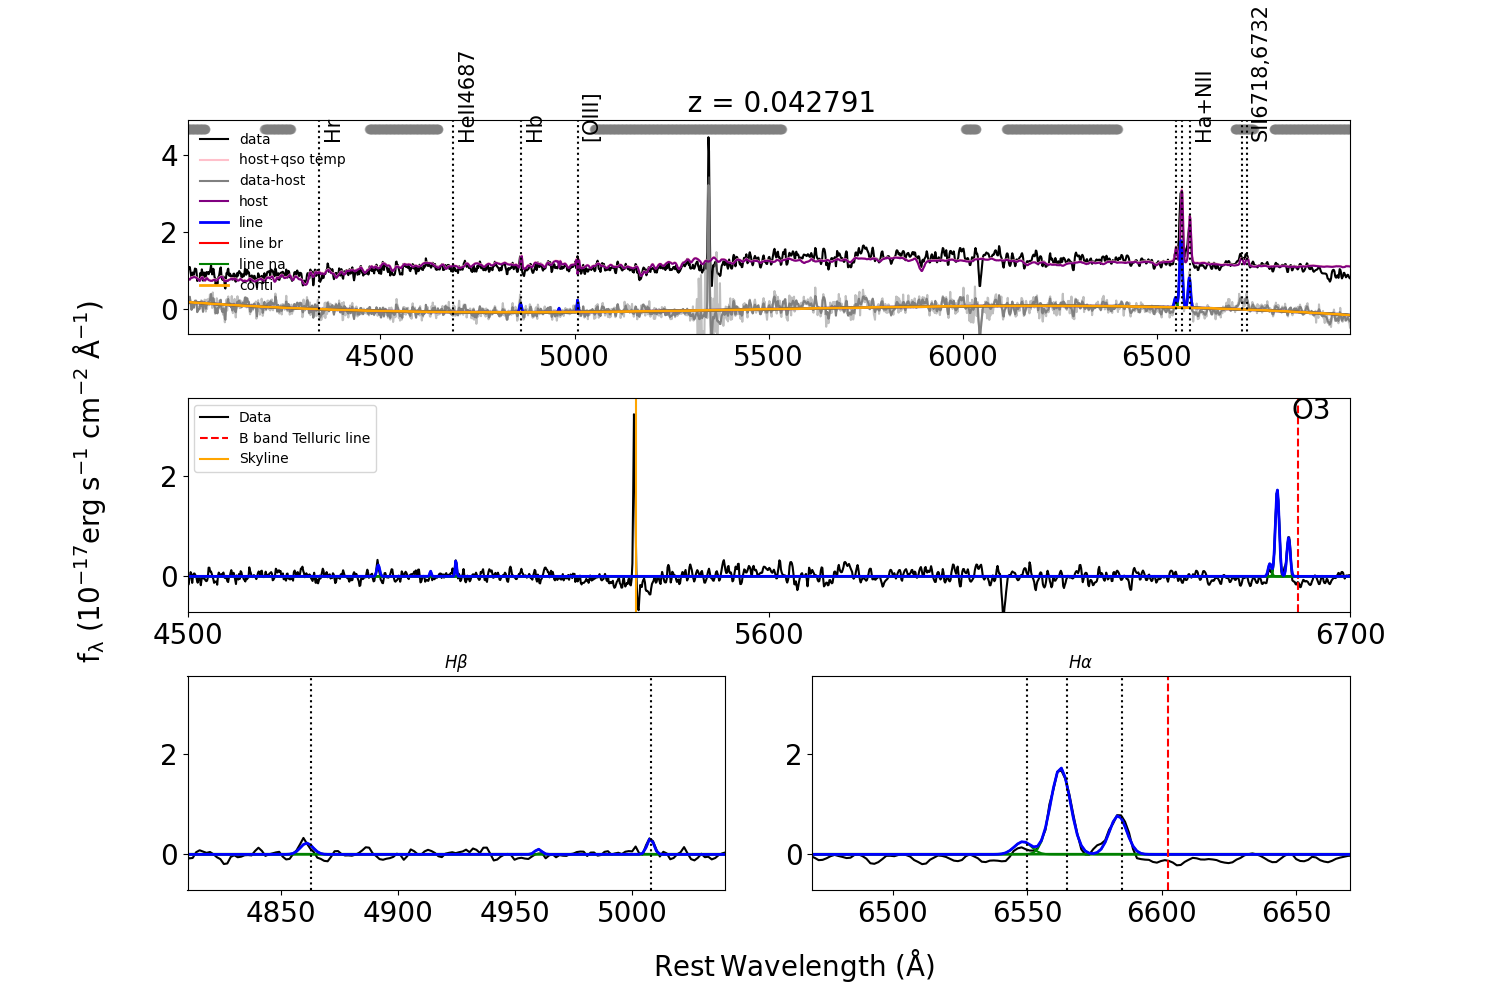 z = 0.042791
Hr
HeII4687
Hb
[OIII]
Ha+NII
SII6718,6732
data
host+qso temp
data-host
host
line
line br
line na
conti
4
2
0
4500
5000
5500
6000
6500
Data
B band Telluric line
Skyline
O3
2
0
4500
5600
6700
fλ (10⁻¹⁷erg s⁻¹ cm⁻² Å⁻¹)
Hβ
2
0
4850
4900
4950
5000
Hα
2
0
6500
6550
6600
6650
Rest Wavelength (Å)